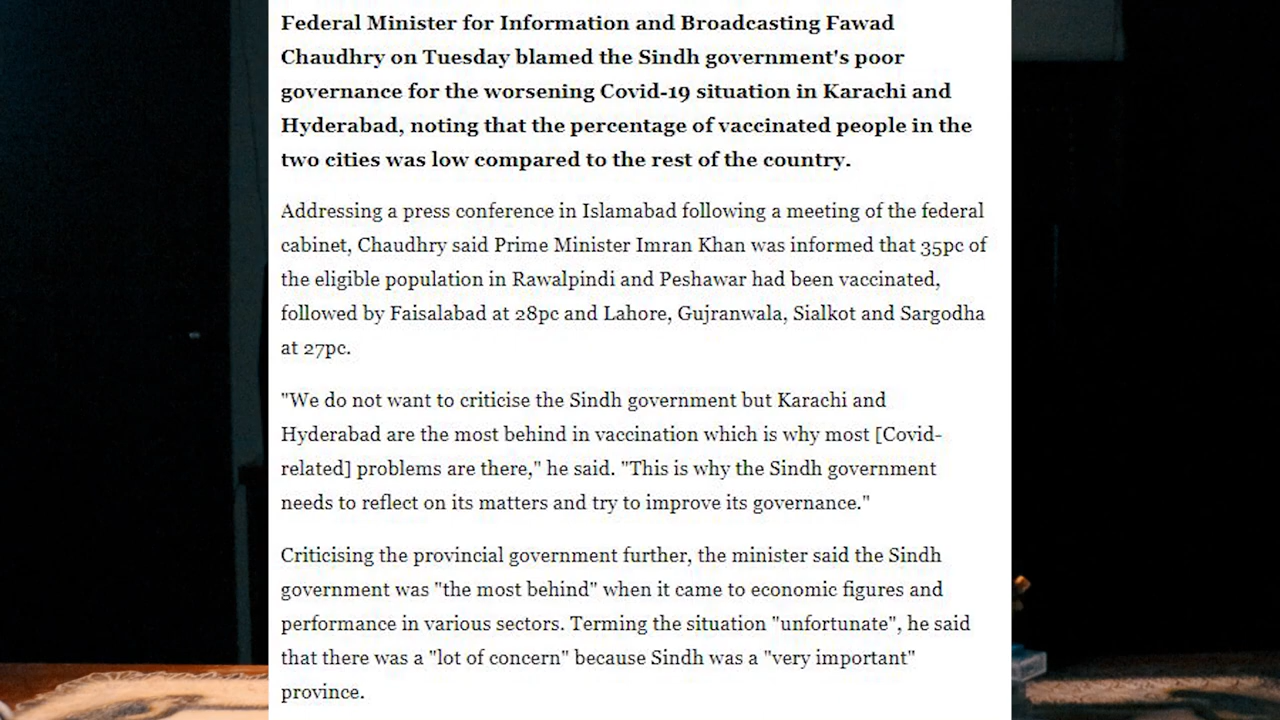 Federal Minister for Information and Broadcasting Fawad
Chaudhry on Tuesday blamed the Sindh government's poor
governance for the worsening Covid-19 situation in Karachi and
Hyderabad, noting that the percentage of vaccinated people in the
two cities was low compared to the rest of the country.
Addressing a press conference in Islamabad following a meeting of the federal
cabinet, Chaudhry said Prime Minister Imran Khan was informed that 35pc of
the eligible population in Rawalpindi and Peshawar had been vaccinated,
followed by Faisalabad at 28pc and Lahore, Gujranwala, Sialkot and Sargodha
at 27pc.
"We do not want to criticise the Sindh government but Karachi and
Hyderabad are the most behind in vaccination which is why most [Covid-
related] problems are there," he said. "This is why the Sindh government
needs to reflect on its matters and try to improve its governance."
Criticising the provincial government further, the minister said the Sindh
government was "the most behind" when it came to economic figures and
performance in various sectors. Terming the situation "unfortunate", he said
that there was a "lot of concern" because Sindh was a "very important"
province.